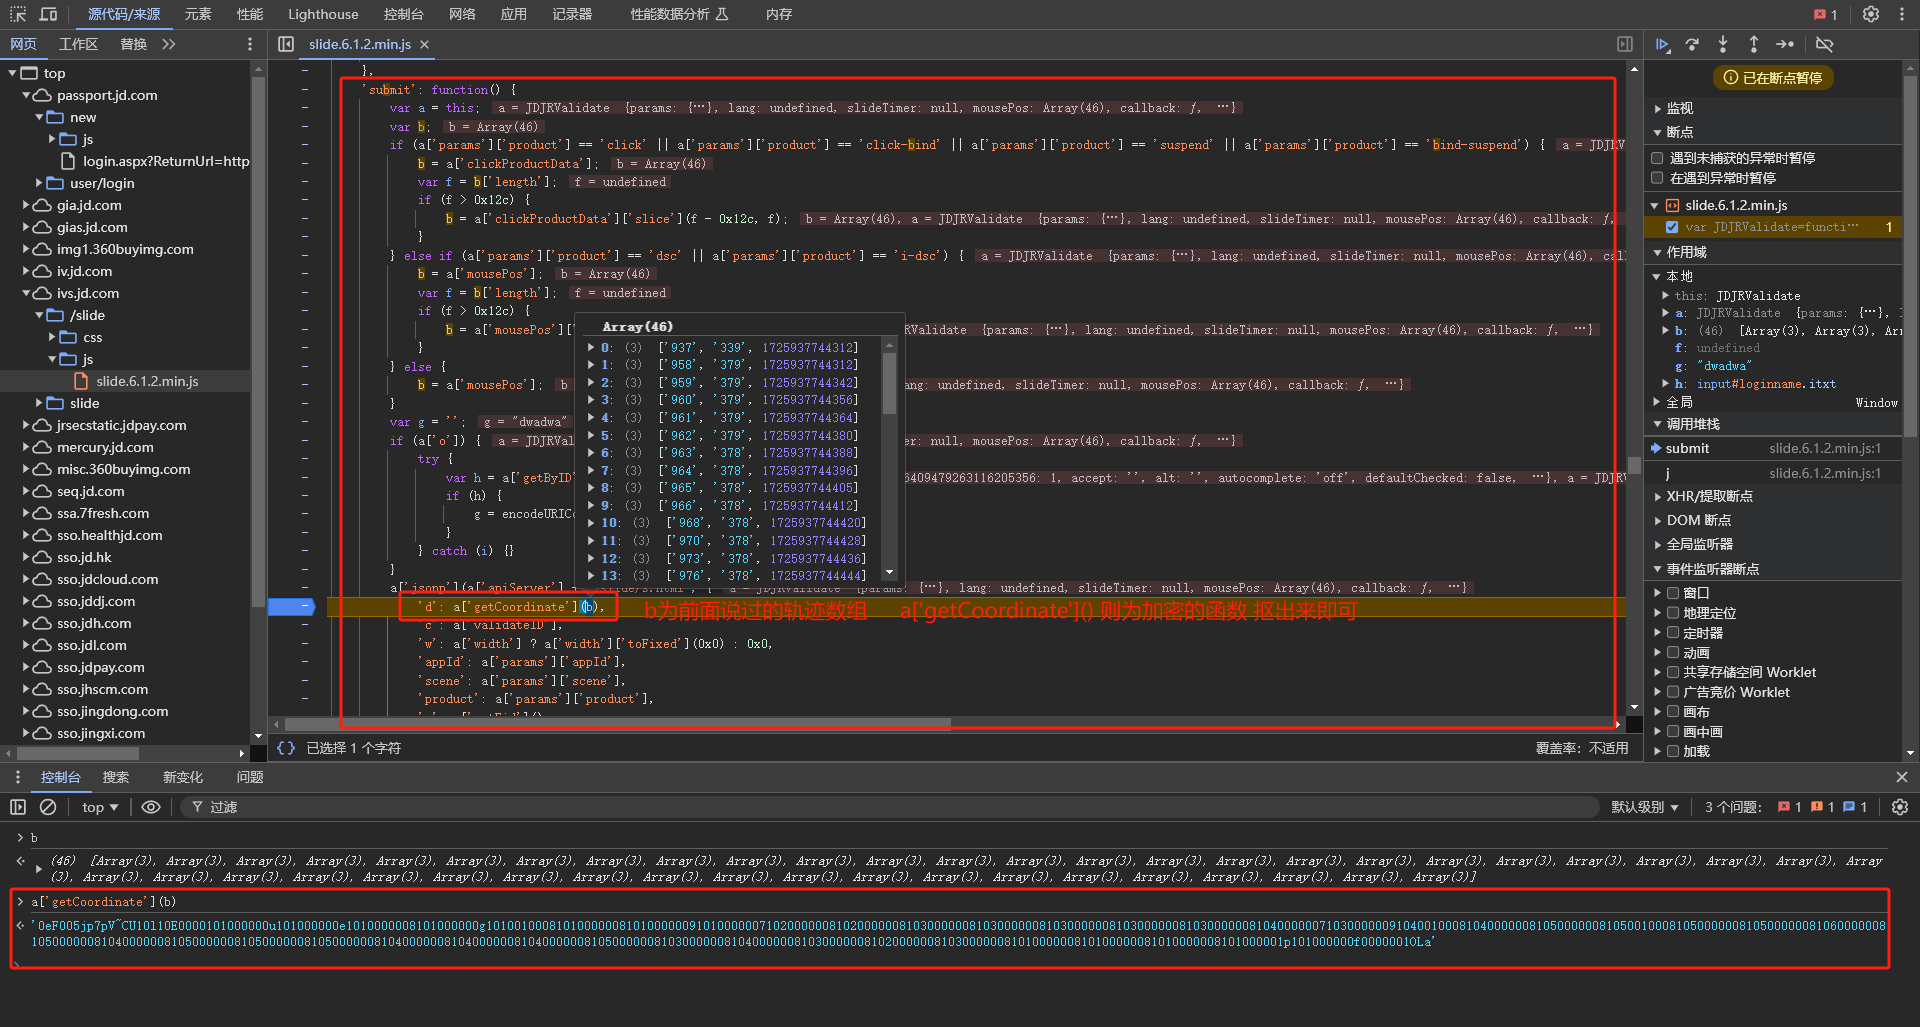 源代码/来源 元素 性能 Lighthouse 控制台 网络 应用 记录器 性能数据分析 内存 1
网页 工作区 替换 slide.6.1.2.min.js
top
passport.jd.com
new
js
login.aspx?ReturnUrl=http
user/login
gia.jd.com
gias.jd.com
img1.360buyimg.com
iv.jd.com
ivs.jd.com
/slide
css
js
slide.6.1.2.min.js
slide
jrsecstatic.jdpay.com
mercury.jd.com
misc.360buyimg.com
seq.jd.com
ssa.7fresh.com
sso.healthjd.com
sso.jd.hk
sso.jdcloud.com
sso.jddj.com
sso.jdh.com
sso.jdl.com
sso.jdpay.com
sso.jhscm.com
sso.jingdong.com
sso.jingxi.com
},
'submit': function() {
var a = this; a = JDJRValidate {params: {…}, lang: undefined, slideTimer: null, mousePos: Array(46), callback: ƒ, …}
var b; b = Array(46)
if (a['params']['product'] == 'click' || a['params']['product'] == 'click-bind' || a['params']['product'] == 'suspend' || a['params']['product'] == 'bind-suspend') { a = JDJR
b = a['clickProductData']; b = Array(46)
var f = b['length']; f = undefined
if (f > 0x12c) {
b = a['clickProductData']['slice'](f - 0x12c, f); b = Array(46), a = JDJRValidate {params: {…}, lang: undefined, slideTimer: null, mousePos: Array(46), callback: ƒ,
}
} else if (a['params']['product'] == 'dsc' || a['params']['product'] == 'i-dsc') { a = JDJRValidate {params: {…}, lang: undefined, slideTimer: null, mousePos: Array(46), cal
b = a['mousePos']; b = Array(46)
var f = b['length']; f = undefined
if (f > 0x12c) {
b = a['mousePos'][' Validate {params: {…}, lang: undefined, slideTimer: null, mousePos: Array(46), callback: ƒ, …}
}
} else {
b = a['mousePos']; b ang: undefined, slideTimer: null, mousePos: Array(46), callback: ƒ, …}
}
var g = ''; g = "dwadwa"
if (a['o']) { a = JDJRVal er: null, mousePos: Array(46), callback: ƒ, …}
try {
var h = a['getByID' 6409479263116205356: 1, accept: '', alt: '', autocomplete: 'off', defaultChecked: false, …}, a = JDJR
if (h) {
g = encodeURICo
}
} catch (i) {}
}
a['jsonp'](a['apiServer'] {…}, lang: undefined, slideTimer: null, mousePos: Array(46), callback: ƒ, …}
'd': a['getCoordinate'](b), b为前面说过的轨迹数组 a['getCoordinate']() 则为加密的函数 抠出来即可
'c': a['validateID'],
'w': a['width'] ? a['width']['toFixed'](0x0) : 0x0,
'appId': a['params']['appId'],
'scene': a['params']['scene'],
'product': a['params']['product'],
Array(46)
0: (3) ['937', '339', 1725937744312]
1: (3) ['958', '379', 1725937744312]
2: (3) ['959', '379', 1725937744342]
3: (3) ['960', '379', 1725937744356]
4: (3) ['961', '379', 1725937744364]
5: (3) ['962', '379', 1725937744380]
6: (3) ['963', '378', 1725937744388]
7: (3) ['964', '378', 1725937744396]
8: (3) ['965', '378', 1725937744405]
9: (3) ['966', '378', 1725937744412]
10: (3) ['968', '378', 1725937744420]
11: (3) ['970', '378', 1725937744428]
12: (3) ['973', '378', 1725937744436]
13: (3) ['976', '378', 1725937744444]
{} 已选择 1 个字符 覆盖率: 不适用
已在断点暂停
监视
断点
遇到未捕获的异常时暂停
在遇到异常时暂停
slide.6.1.2.min.js
var JDJRValidate=functi… 1
作用域
本地
this: JDJRValidate
a: JDJRValidate {params: {…},
b: (46) [Array(3), Array(3), Ar
f: undefined
g: "dwadwa"
h: input#loginname.itxt
全局 Window
调用堆栈
submit slide.6.1.2.min.js:1
j slide.6.1.2.min.js:1
XHR/提取断点
DOM 断点
全局监听器
事件监听器断点
窗口
地理定位
定时器
动画
共享存储空间 Worklet
广告竞价 Worklet
画布
画中画
加载
控制台 搜索 新变化 问题
top 过滤 默认级别 3 个问题: 1 1 1
b
(46) [Array(3), Array(3), Array(3), Array(3), Array(3), Array(3), Array(3), Array(3), Array(3), Array(3), Array(3), Array(3), Array(3), Array(3), Array(3), Array(3), Array(3), Array(3), Array(3), Array(3), Array(3), Array(3), Array(3), Array(3), Array(3), Array
(3), Array(3), Array(3), Array(3), Array(3), Array(3), Array(3), Array(3), Array(3), Array(3), Array(3), Array(3), Array(3), Array(3), Array(3), Array(3), Array(3), Array(3), Array(3), Array(3), Array(3)]
a['getCoordinate'](b)